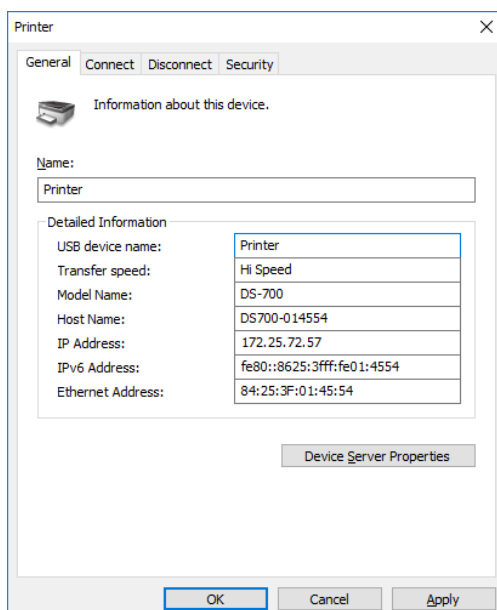 Printer
General Connect Disconnect Security
Information about this device.
Name:
Printer
Detailed Information
USB device name: Printer
Transfer speed: Hi Speed
Model Name: DS-700
Host Name: DS700-014554
IP Address: 172.25.72.57
IPv6 Address: fe80::8625:3fff:fe01:4554
Ethernet Address: 84:25:3F:01:45:54
Device Server Properties
OK Cancel Apply